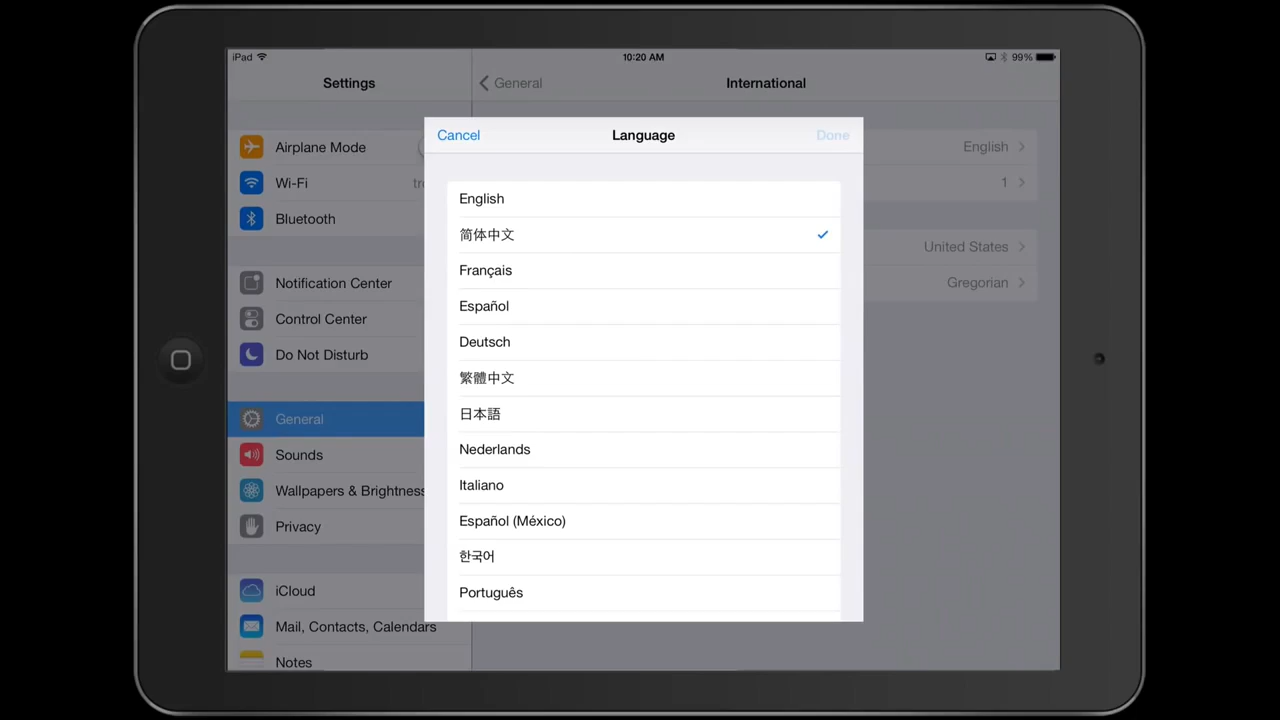 iPad
10:20 AM
99%
Settings
General
International
Airplane Mode
Wi-Fi
Bluetooth
Notification Center
Control Center
Do Not Disturb
General
Sounds
Wallpapers & Brightness
Privacy
iCloud
Mail, Contacts, Calendars
Notes
Cancel
Language
Done
English
简体中文
Français
Español
Deutsch
繁體中文
日本語
Nederlands
Italiano
Español (México)
한국어
Português
English
1
United States
Gregorian